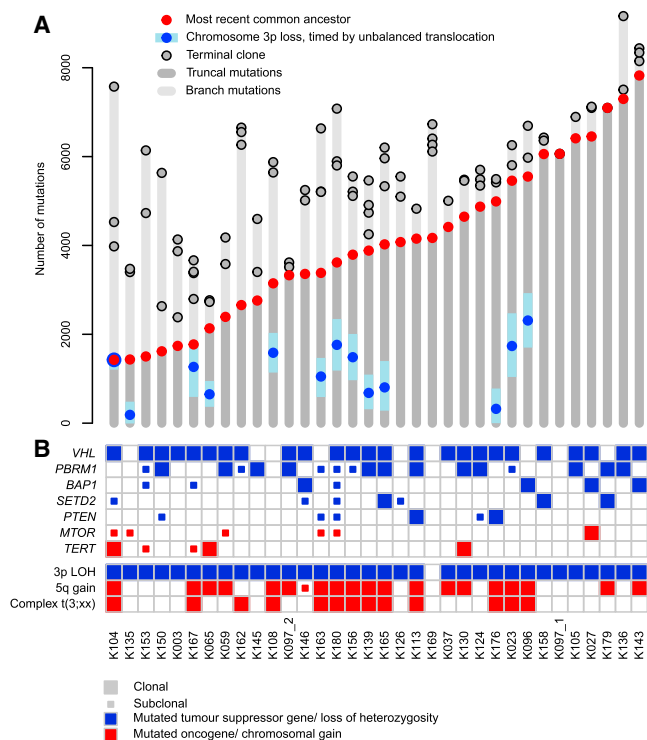 A
Most recent common ancestor
Chromosome 3p loss, timed by unbalanced translocation
Terminal clone
Truncal mutations
Branch mutations
Number of mutations
8000
6000
4000
2000
0
B
VHL
PBRM1
BAP1
SETD2
PTEN
MTOR
TERT
3p LOH
5q gain
Complex t(3;xx)
K104
K135
K153
K150
K003
K167
K065
K059
K162
K145
K108
K097_2
K146
K163
K180
K156
K139
K165
K126
K113
K169
K037
K130
K124
K176
K023
K096
K158
K097_1
K105
K027
K179
K136
K143
Clonal
Subclonal
Mutated tumour suppressor gene/ loss of heterozygosity
Mutated oncogene/ chromosomal gain